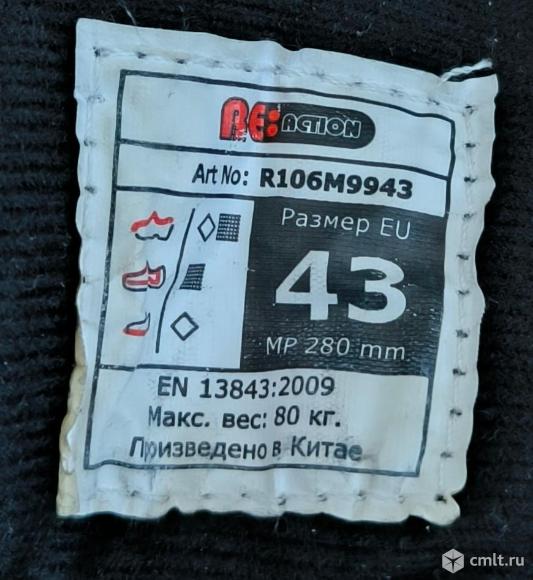 RE:ACTION
Art No: R106M9943
Размер EU
43
MP 280 mm
EN 13843:2009
Макс. вес: 80 кг.
Произведено в Китае
cmlt.ru